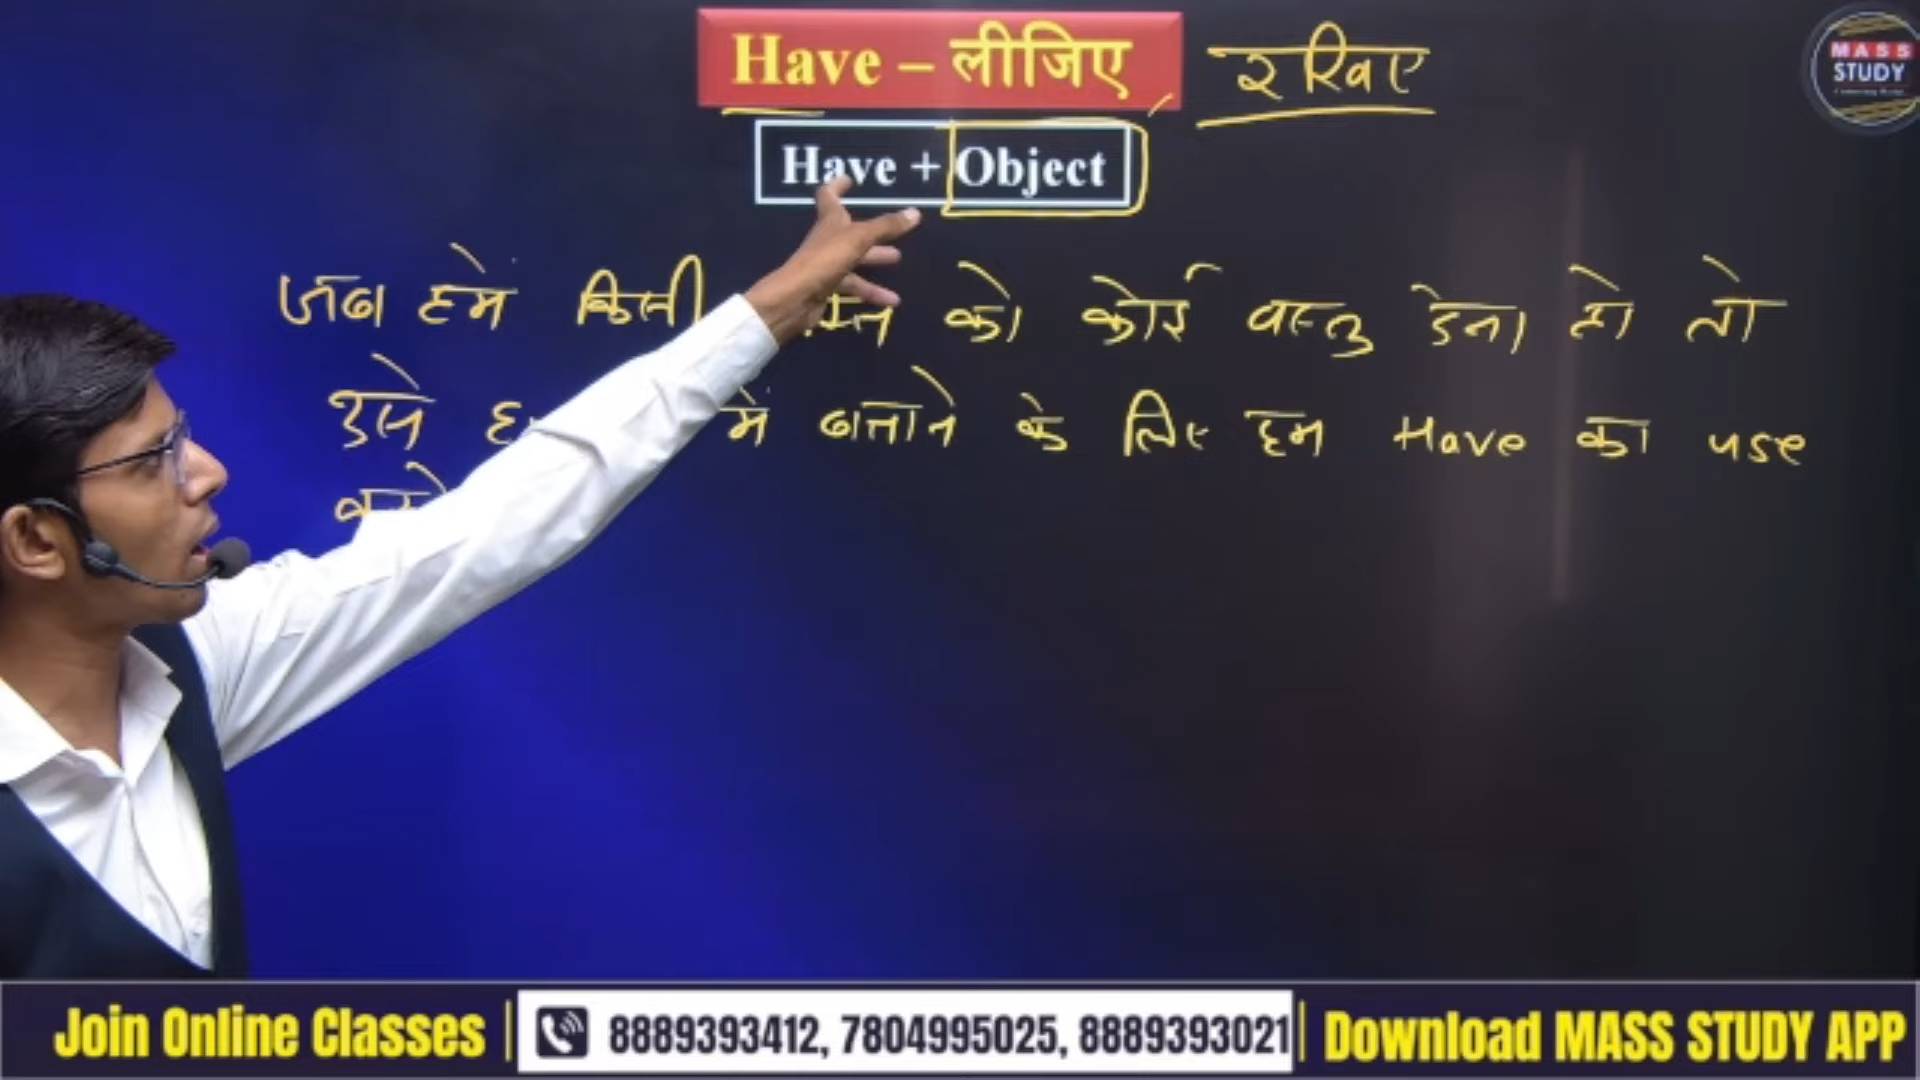 Have – लीजिए रखिए
MASS
STUDY
Have + Object
जब हमें किसी को कोई वस्तु देना हो तो
उसे में बताने के लिए हम Have का use
Join Online Classes 8889393412, 7804995025, 8889393021 Download MASS STUDY APP